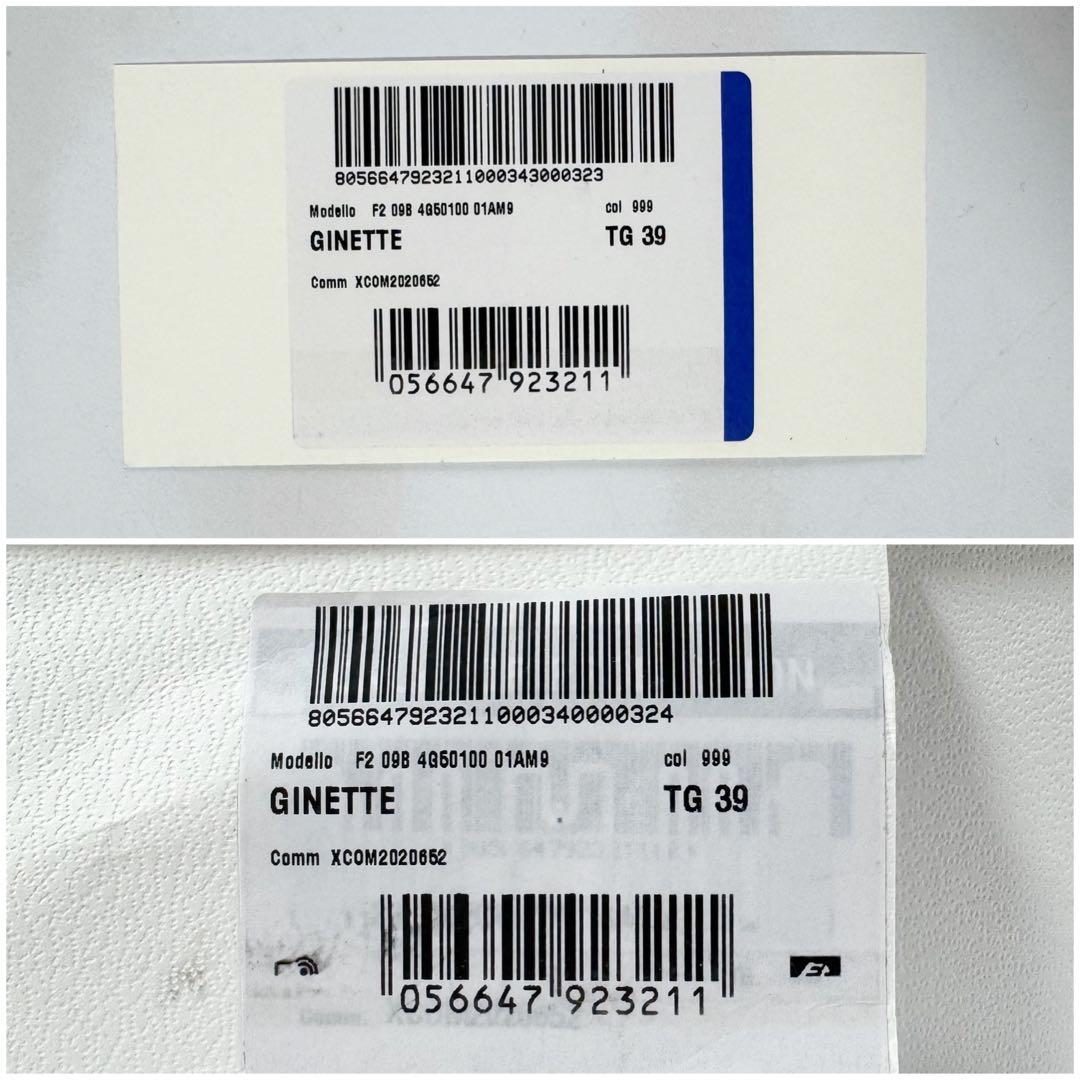 8056647923211000343000323
Modello F2 09B 4G50100 01AM9 col 999
GINETTE TG 39
Comm XCOM2020652
056647 923211
8056647923211000340000324
Modello F2 09B 4G50100 01AM9 col 999
GINETTE TG 39
Comm XCOM2020652
056647 923211